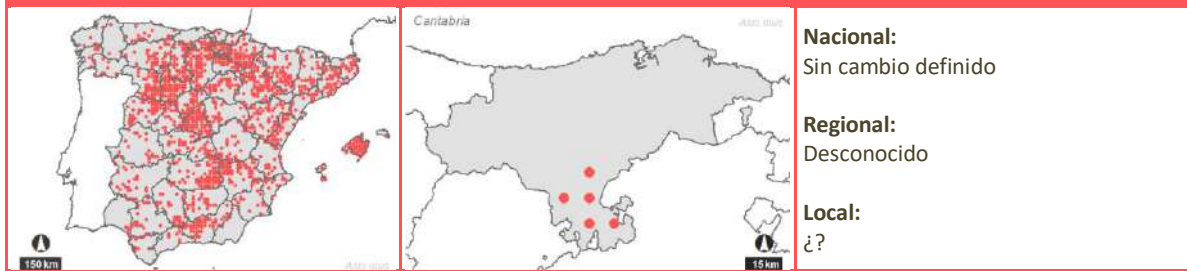 Cantabria
Nacional:
Sin cambio definido
Regional:
Desconocido
Local:
¿?
150 km
15 km